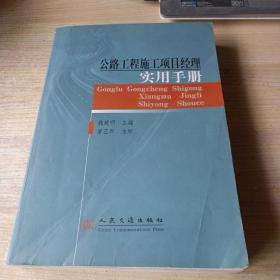 公路工程施工项目经理
实用手册
Gonglu Gongcheng Shigong
Xiangmu Jingli
Shiyong Shouce
主编
主审
人民交通出版社
China Communications Press